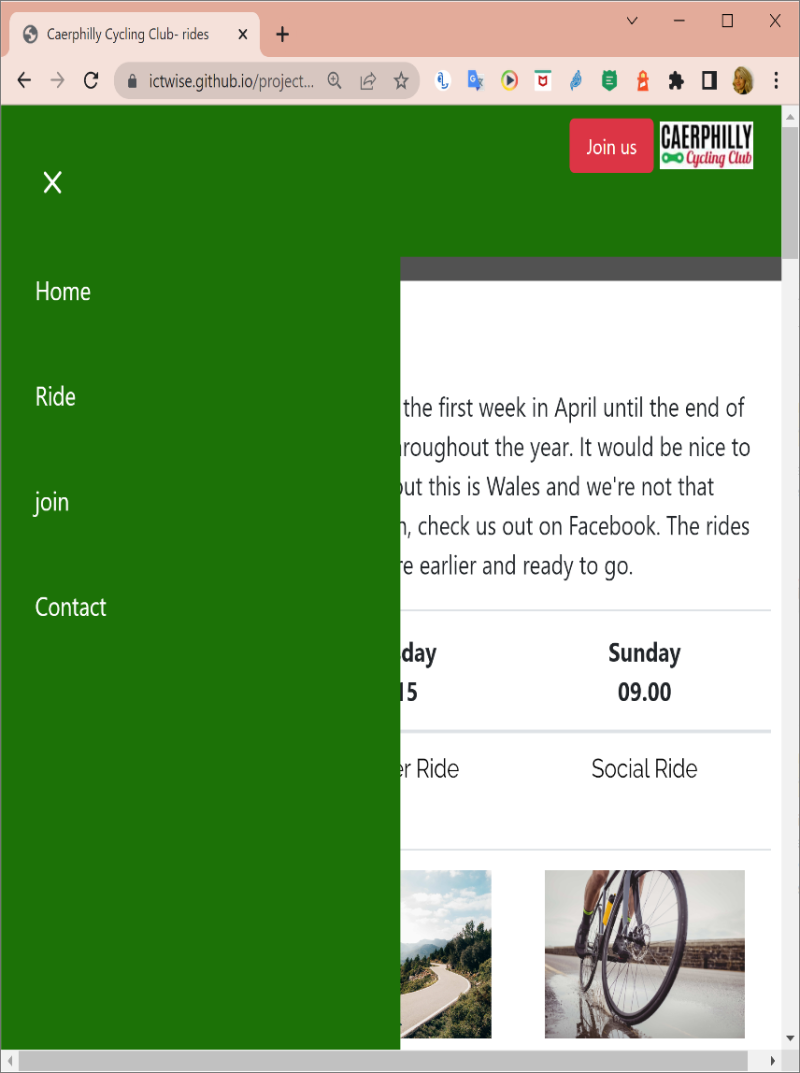 Caerphilly Cycling Club- rides
ictwise.github.io/project...
Join us
CAERPHILLY
Cycling Club
Home
Ride
join
Contact
the first week in April until the end of
roughout the year. It would be nice to
out this is Wales and we're not that
, check us out on Facebook. The rides
re earlier and ready to go.
sday
Sunday
15
09.00
er Ride
Social Ride